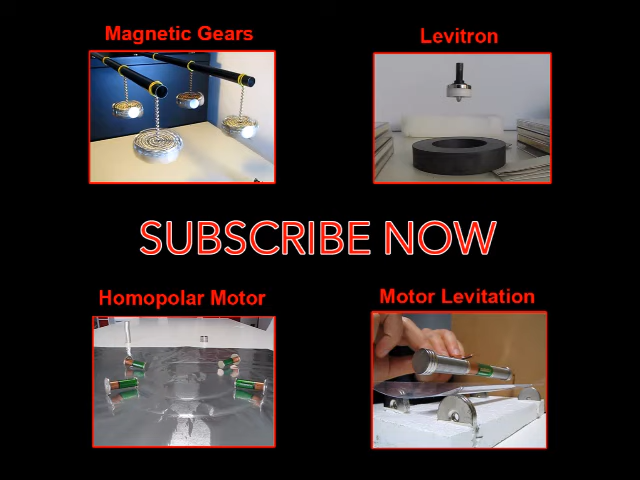 Magnetic Gears
Levitron
SUBSCRIBE NOW
Homopolar Motor
Motor Levitation